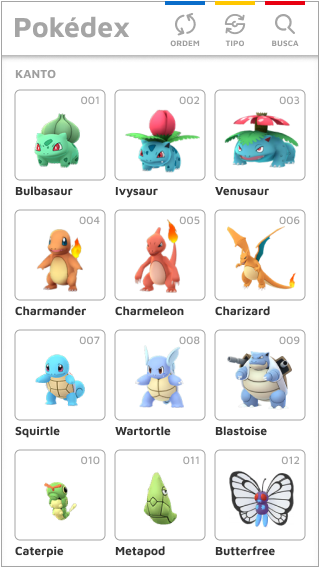 Pokédex
ORDEM TIPO BUSCA
KANTO
001 002 003
Bulbasaur Ivysaur Venusaur
004 005 006
Charmander Charmeleon Charizard
007 008 009
Squirtle Wartortle Blastoise
010 011 012
Caterpie Metapod Butterfree